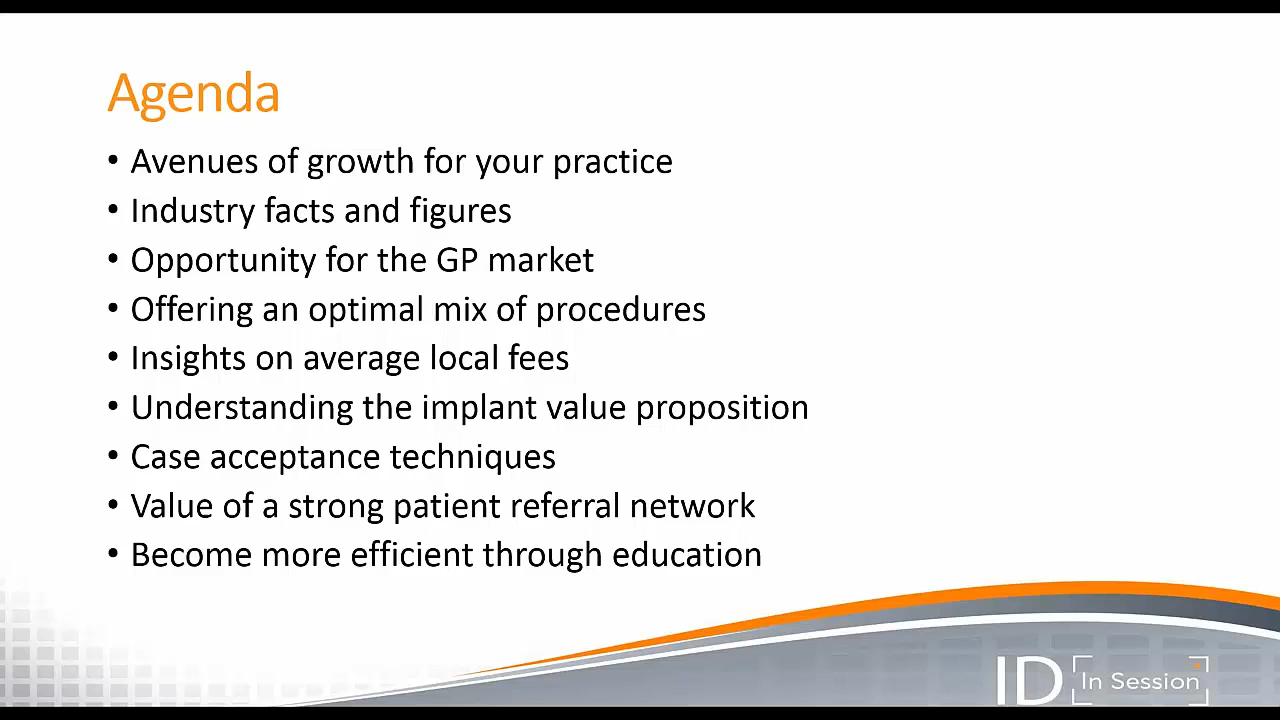 Agenda
• Avenues of growth for your practice
• Industry facts and figures
• Opportunity for the GP market
• Offering an optimal mix of procedures
• Insights on average local fees
• Understanding the implant value proposition
• Case acceptance techniques
• Value of a strong patient referral network
• Become more efficient through education
ID In Session